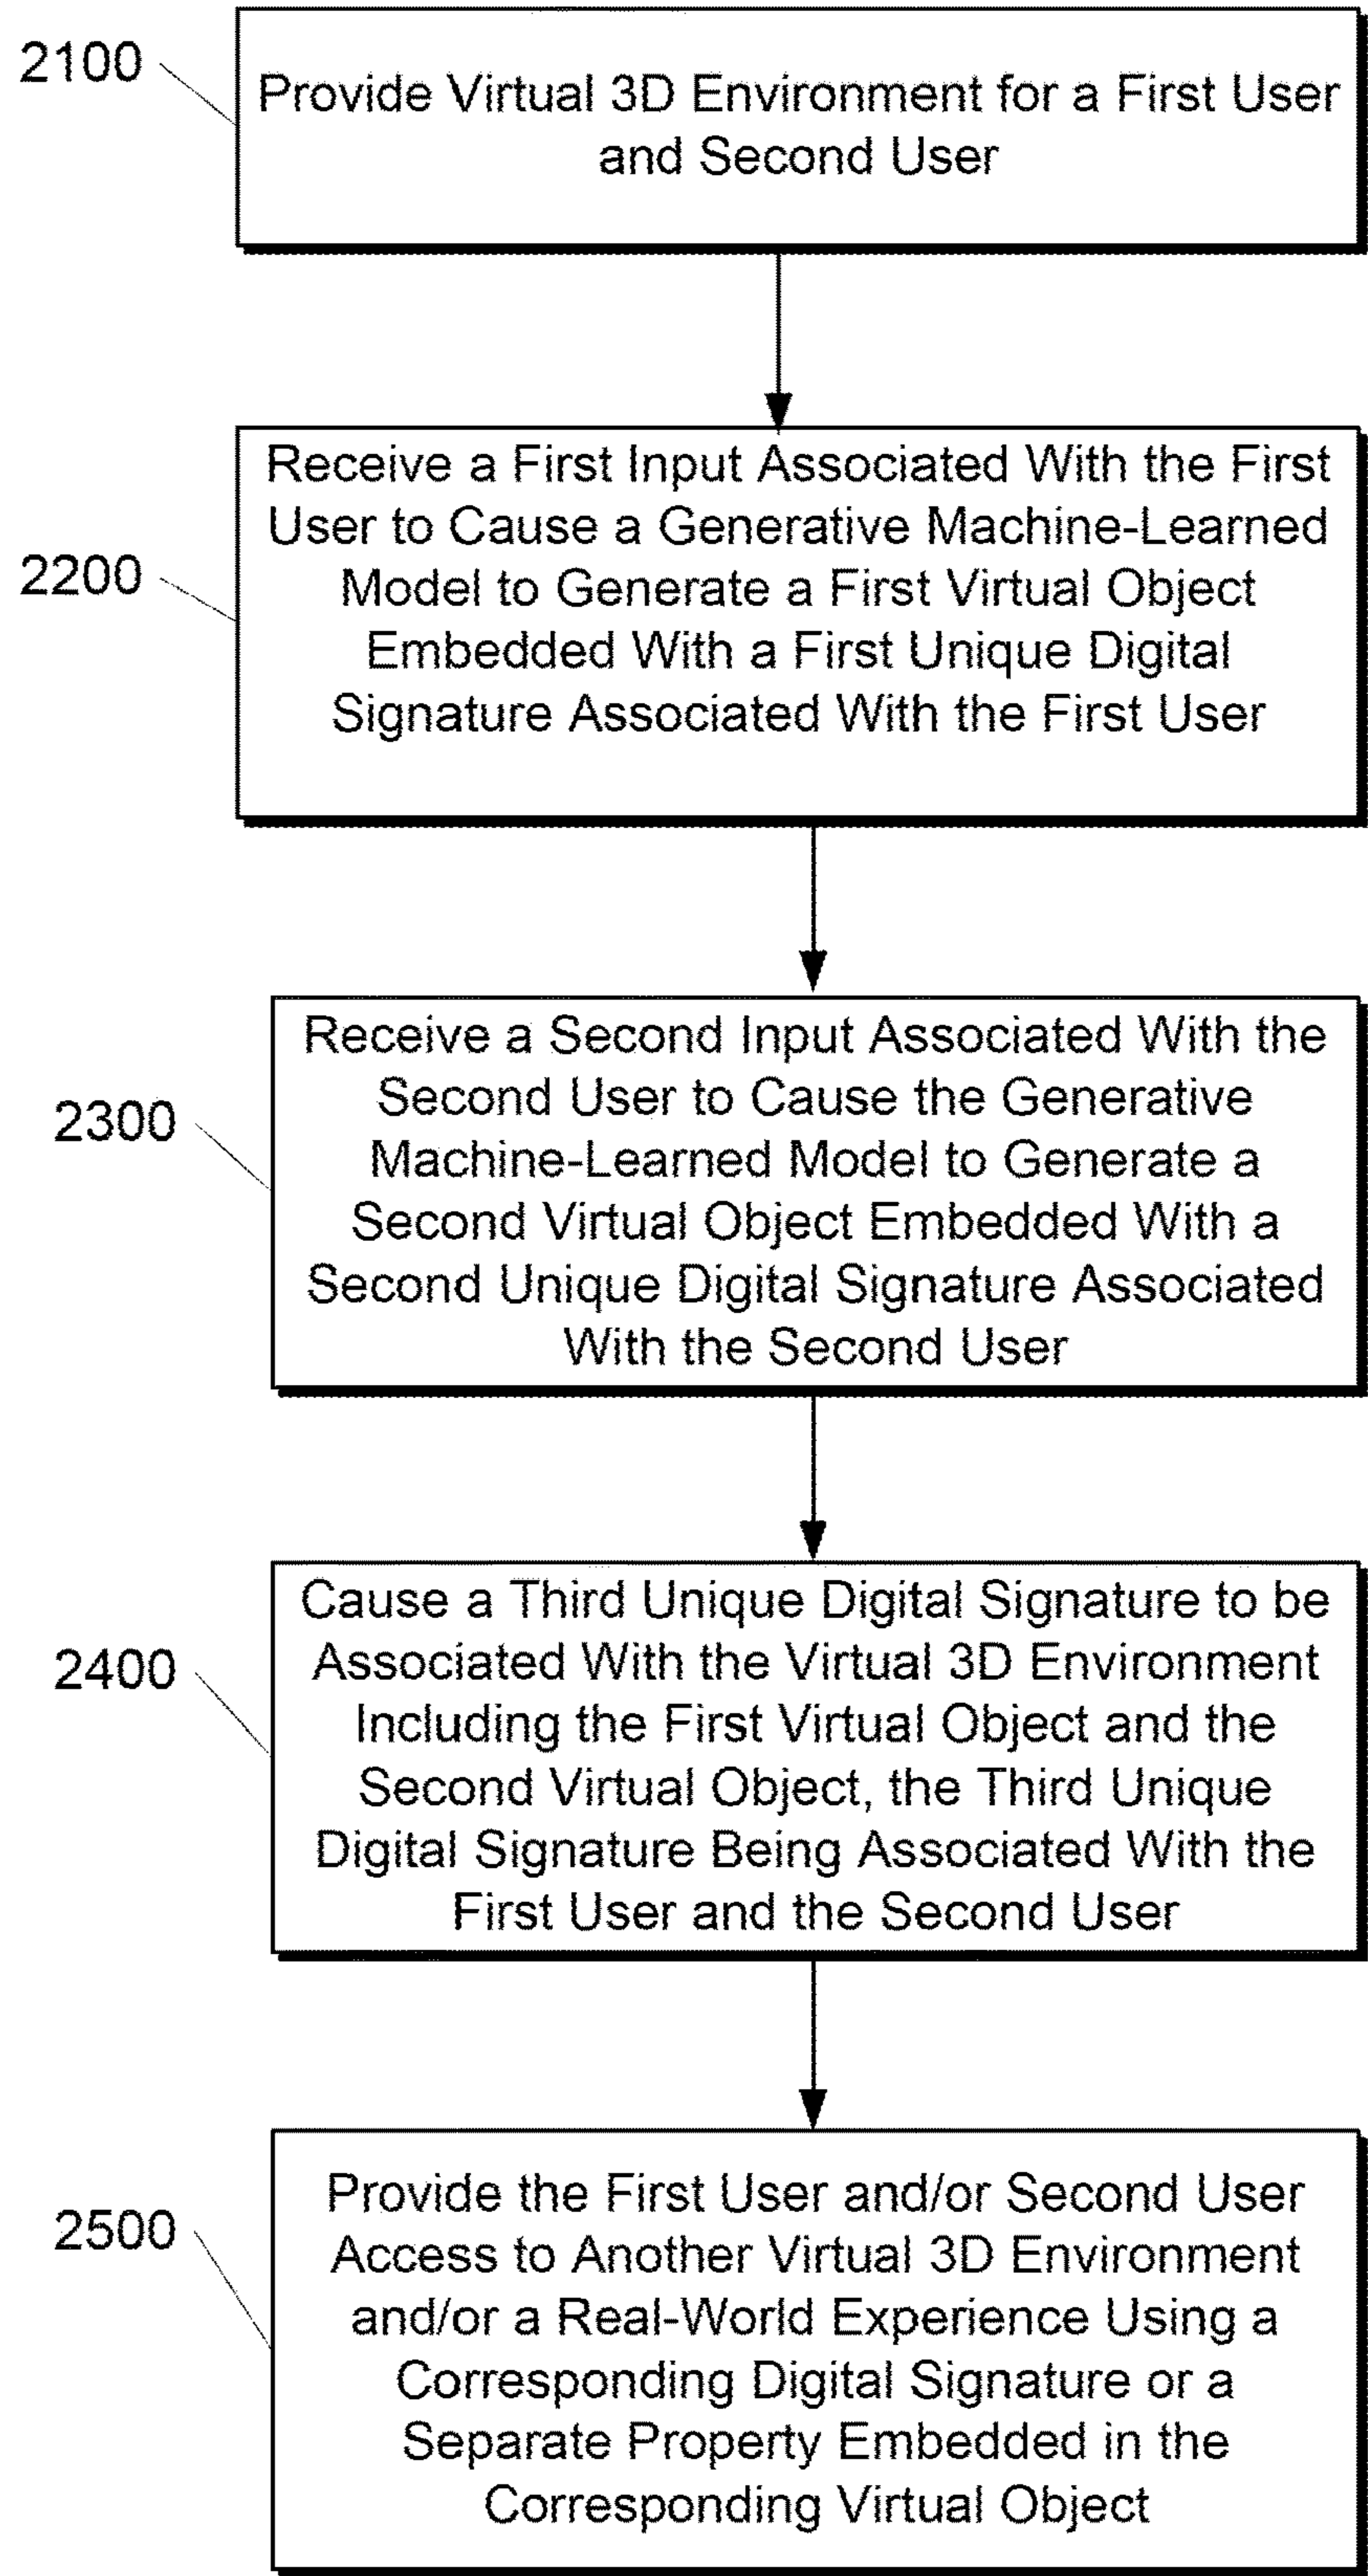 2100
Provide Virtual 3D Environment for a First User
and Second User
2200
Receive a First Input Associated With the First
User to Cause a Generative Machine-Learned
Model to Generate a First Virtual Object
Embedded With a First Unique Digital
Signature Associated With the First User
2300
Receive a Second Input Associated With the
Second User to Cause the Generative
Machine-Learned Model to Generate a
Second Virtual Object Embedded With a
Second Unique Digital Signature Associated
With the Second User
2400
Cause a Third Unique Digital Signature to be
Associated With the Virtual 3D Environment
Including the First Virtual Object and the
Second Virtual Object, the Third Unique
Digital Signature Being Associated With the
First User and the Second User
2500
Provide the First User and/or Second User
Access to Another Virtual 3D Environment
and/or a Real-World Experience Using a
Corresponding Digital Signature or a
Separate Property Embedded in the
Corresponding Virtual Object